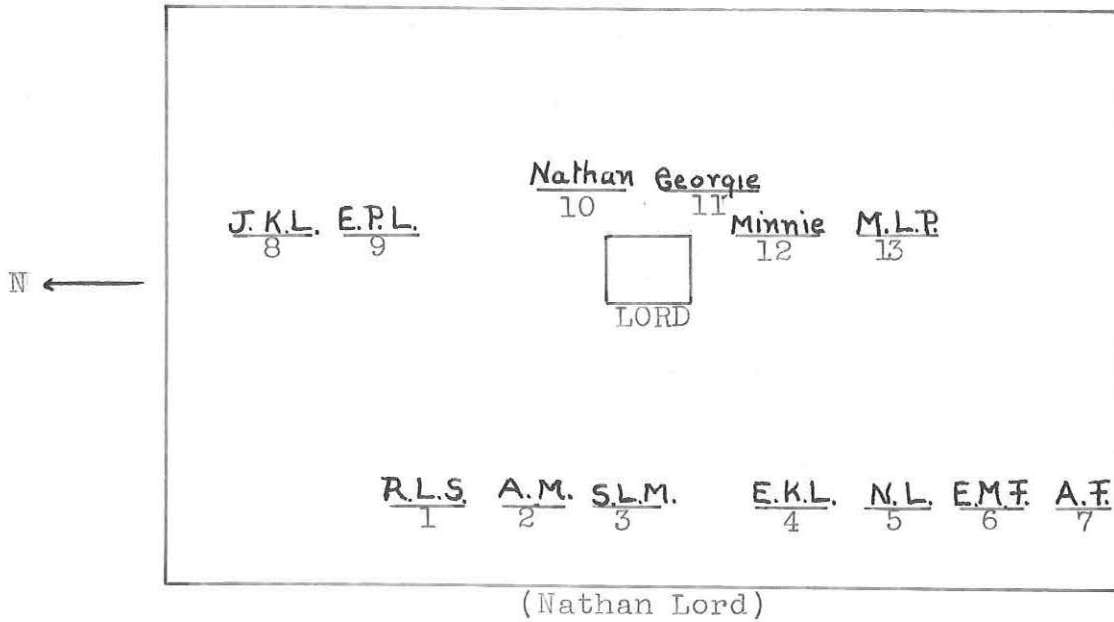 Nathan Georgie
10 11
J.K.L. E.P.L. Minnie M.L.P.
8 9 12 13
N
LORD
R.L.S. A.M. S.L.M. E.K.L. N.L. E.M.F. A.F.
1 2 3 4 5 6 7
(Nathan Lord)